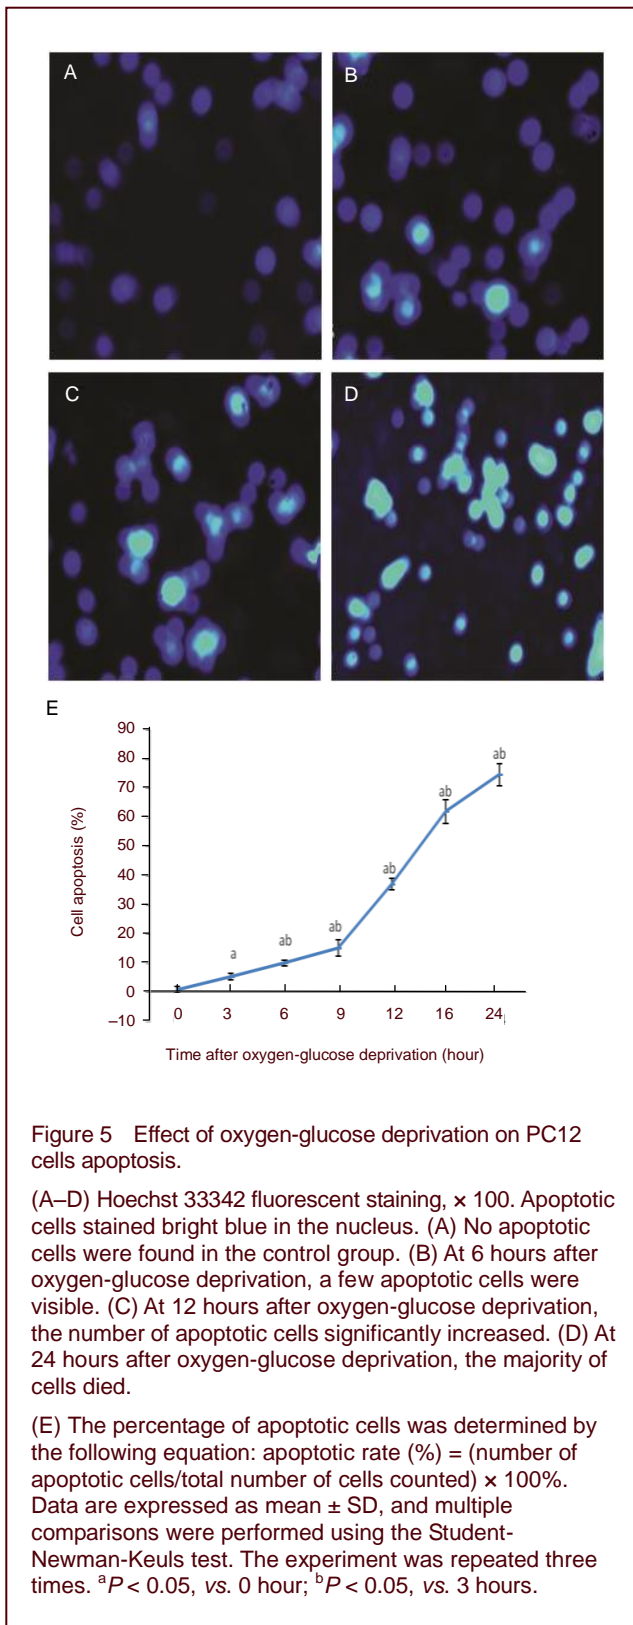 A
B
C
D
E
90
80
70
60
50
40
30
20
10
0
–10
Cell apoptosis (%)
a
ab
ab
ab
ab
ab
0 3 6 9 12 16 24
Time after oxygen-glucose deprivation (hour)
Figure 5 Effect of oxygen-glucose deprivation on PC12
cells apoptosis.
(A–D) Hoechst 33342 fluorescent staining, × 100. Apoptotic
cells stained bright blue in the nucleus. (A) No apoptotic
cells were found in the control group. (B) At 6 hours after
oxygen-glucose deprivation, a few apoptotic cells were
visible. (C) At 12 hours after oxygen-glucose deprivation,
the number of apoptotic cells significantly increased. (D) At
24 hours after oxygen-glucose deprivation, the majority of
cells died.
(E) The percentage of apoptotic cells was determined by
the following equation: apoptotic rate (%) = (number of
apoptotic cells/total number of cells counted) × 100%.
Data are expressed as mean ± SD, and multiple
comparisons were performed using the Student-
Newman-Keuls test. The experiment was repeated three
times. ᵃP < 0.05, vs. 0 hour; ᵇP < 0.05, vs. 3 hours.